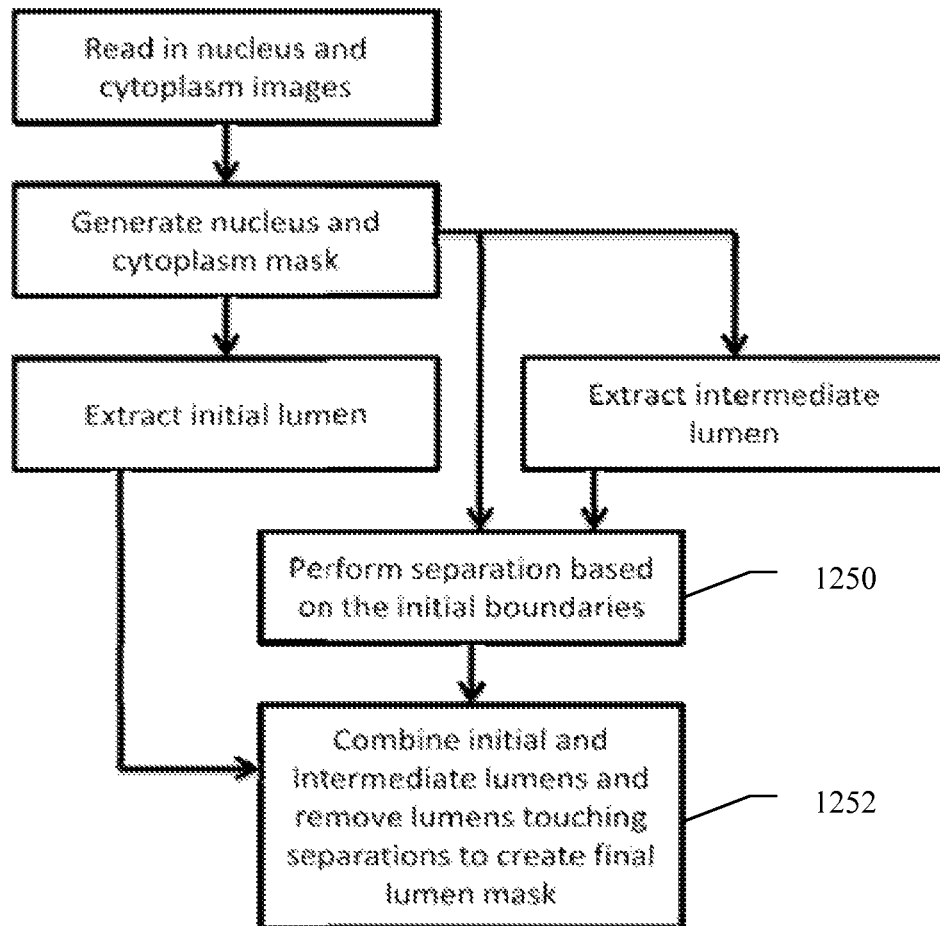 Read in nucleus and
cytoplasm images
Generate nucleus and
cytoplasm mask
Extract initial lumen
Extract intermediate
lumen
Perform separation based
on the initial boundaries
1250
Combine initial and
intermediate lumens and
remove lumens touching
separations to create final
lumen mask
1252